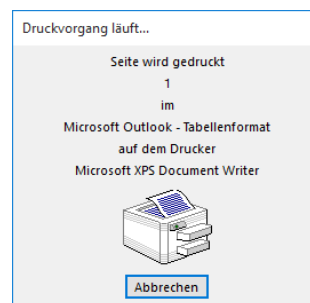 Druckvorgang läuft...
Seite wird gedruckt
1
im
Microsoft Outlook - Tabellenformat
auf dem Drucker
Microsoft XPS Document Writer
Abbrechen